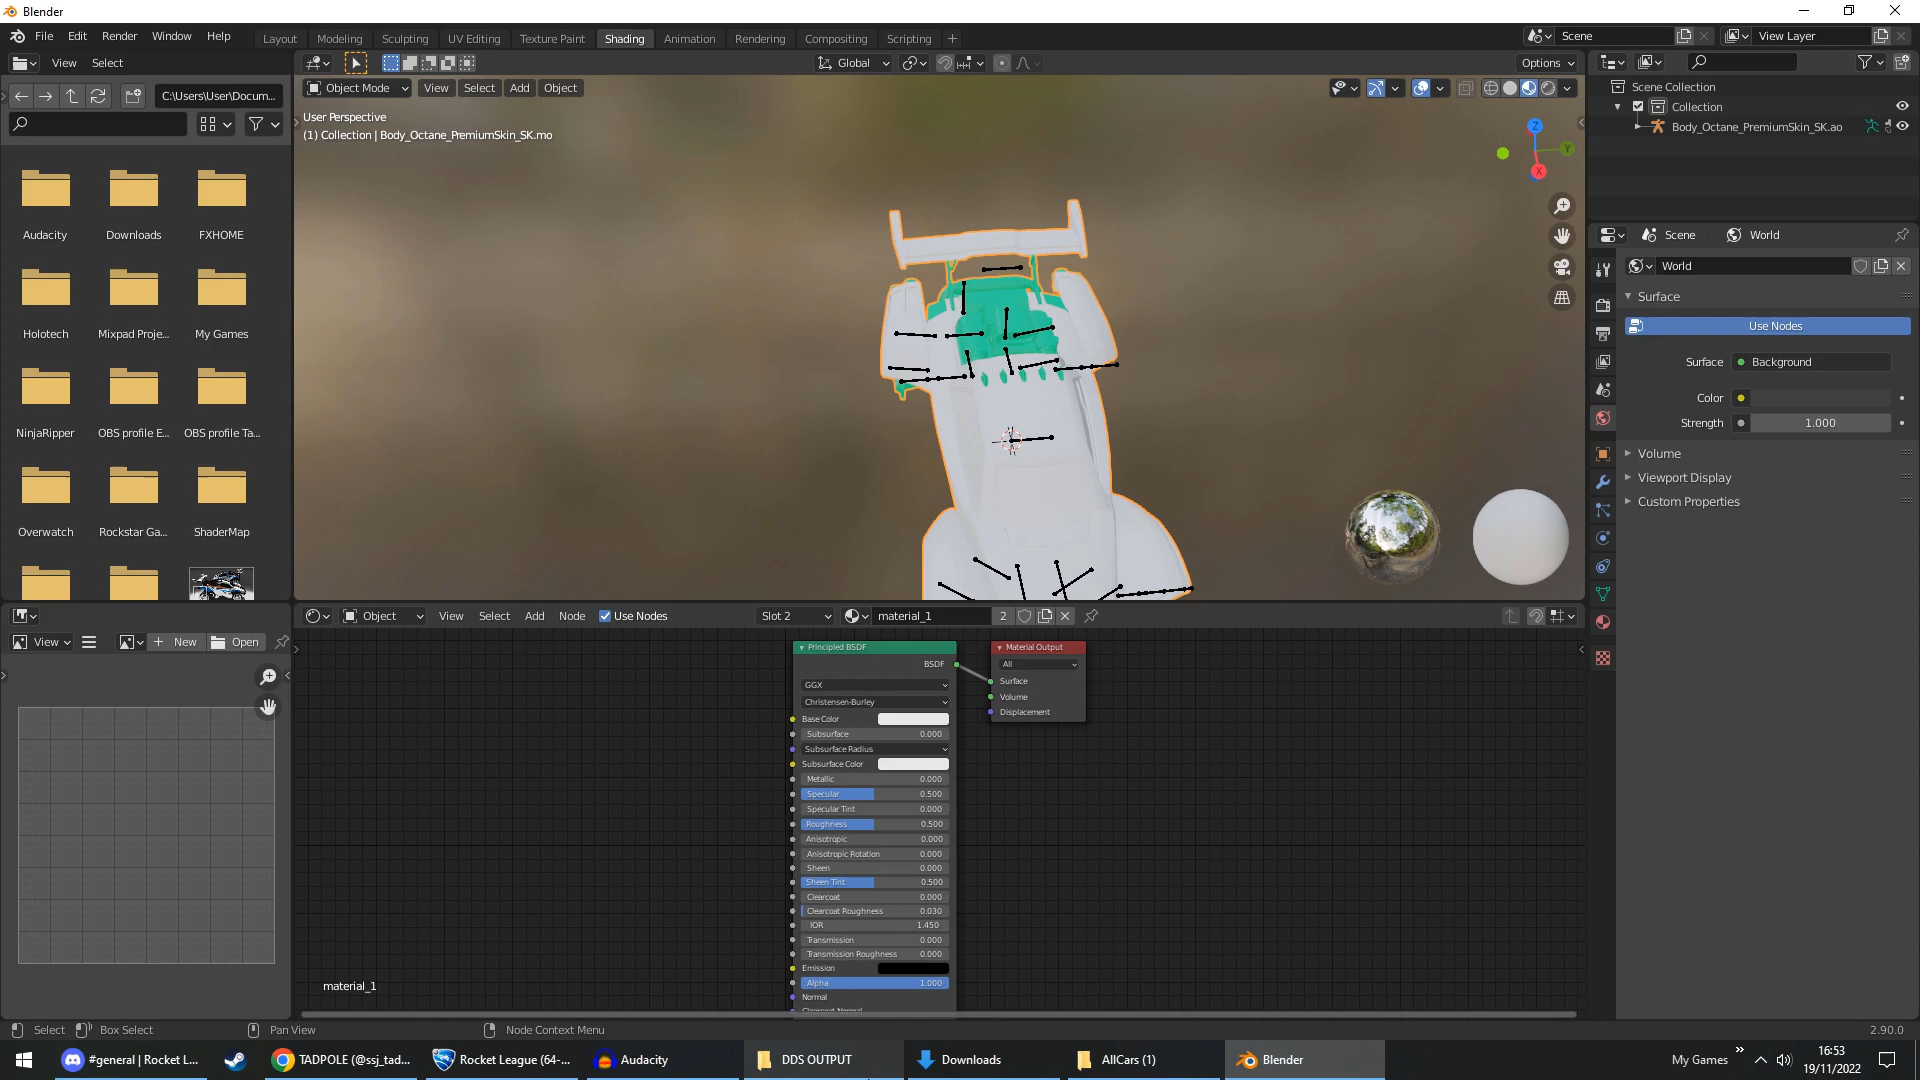 Blender
File Edit Render Window Help
Layout Modeling Sculpting UV Editing Texture Paint Shading Animation Rendering Compositing Scripting +
Scene
View Layer
View Select
Global
Options
C:\Users\User\Docum...
Object Mode View Select Add Object
User Perspective
(1) Collection | Body_Octane_PremiumSkin_SK.mo
Z
Y
X
Scene Collection
Collection
Body_Octane_PremiumSkin_SK.ao
Audacity Downloads FXHOME
Holotech Mixpad Proje... My Games
NinjaRipper OBS profile E... OBS profile Ta...
Overwatch Rockstar Ga... ShaderMap
Scene World
World
Surface
Use Nodes
Surface Background
Color
Strength 1.000
Volume
Viewport Display
Custom Properties
View New Open
Object View Select Add Node Use Nodes Slot 2 material_1 2
Principled BSDF
BSDF
GGX
Christensen-Burley
Base Color
Subsurface 0.000
Subsurface Radius
Subsurface Color
Metallic 0.000
Specular 0.500
Specular Tint 0.000
Roughness 0.500
Anisotropic 0.000
Anisotropic Rotation 0.000
Sheen 0.000
Sheen Tint 0.500
Clearcoat 0.000
Clearcoat Roughness 0.030
IOR 1.450
Transmission 0.000
Transmission Roughness 0.000
Emission
Alpha 1.000
Normal
Clearcoat Normal
Material Output
All
Surface
Volume
Displacement
material_1
Select Box Select Pan View Node Context Menu 2.90.0
#general | Rocket L... TADPOLE (@ssj_tad... Rocket League (64-... Audacity DDS OUTPUT Downloads AllCars (1) Blender My Games
16:53
19/11/2022